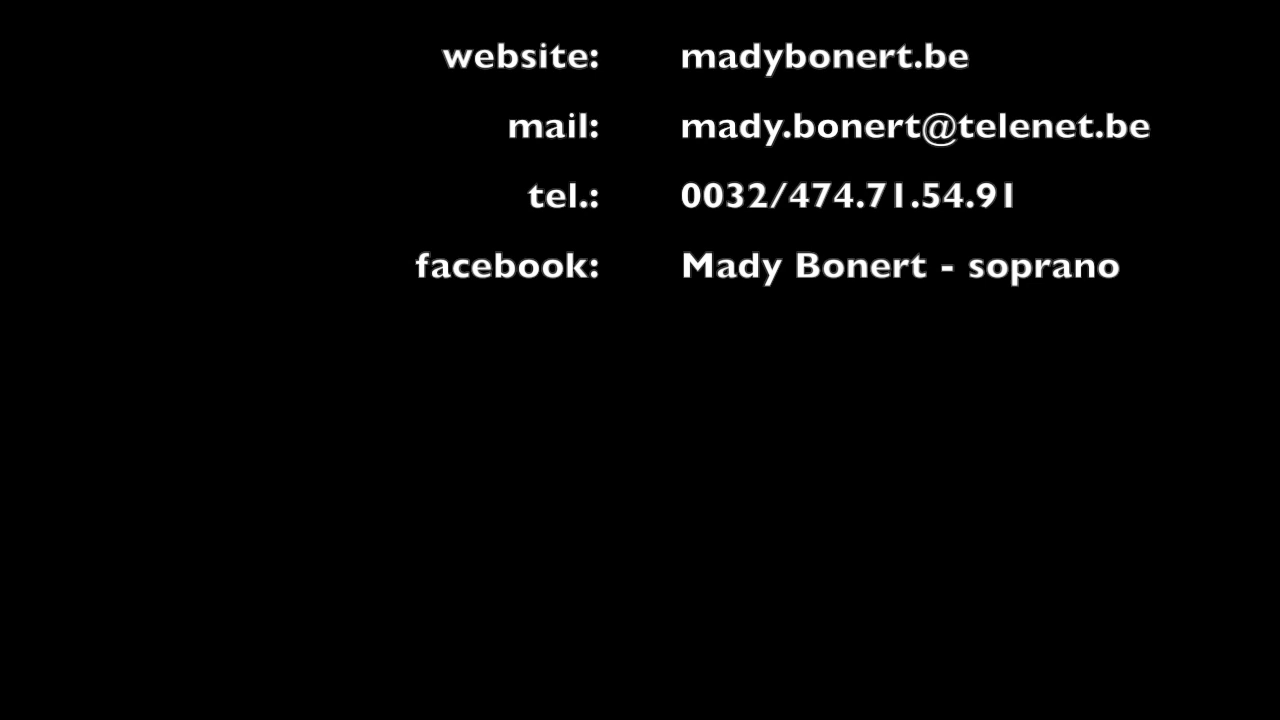 website: madybonert.be
mail: mady.bonert@telenet.be
tel.: 0032/474.71.54.91
facebook: Mady Bonert - soprano